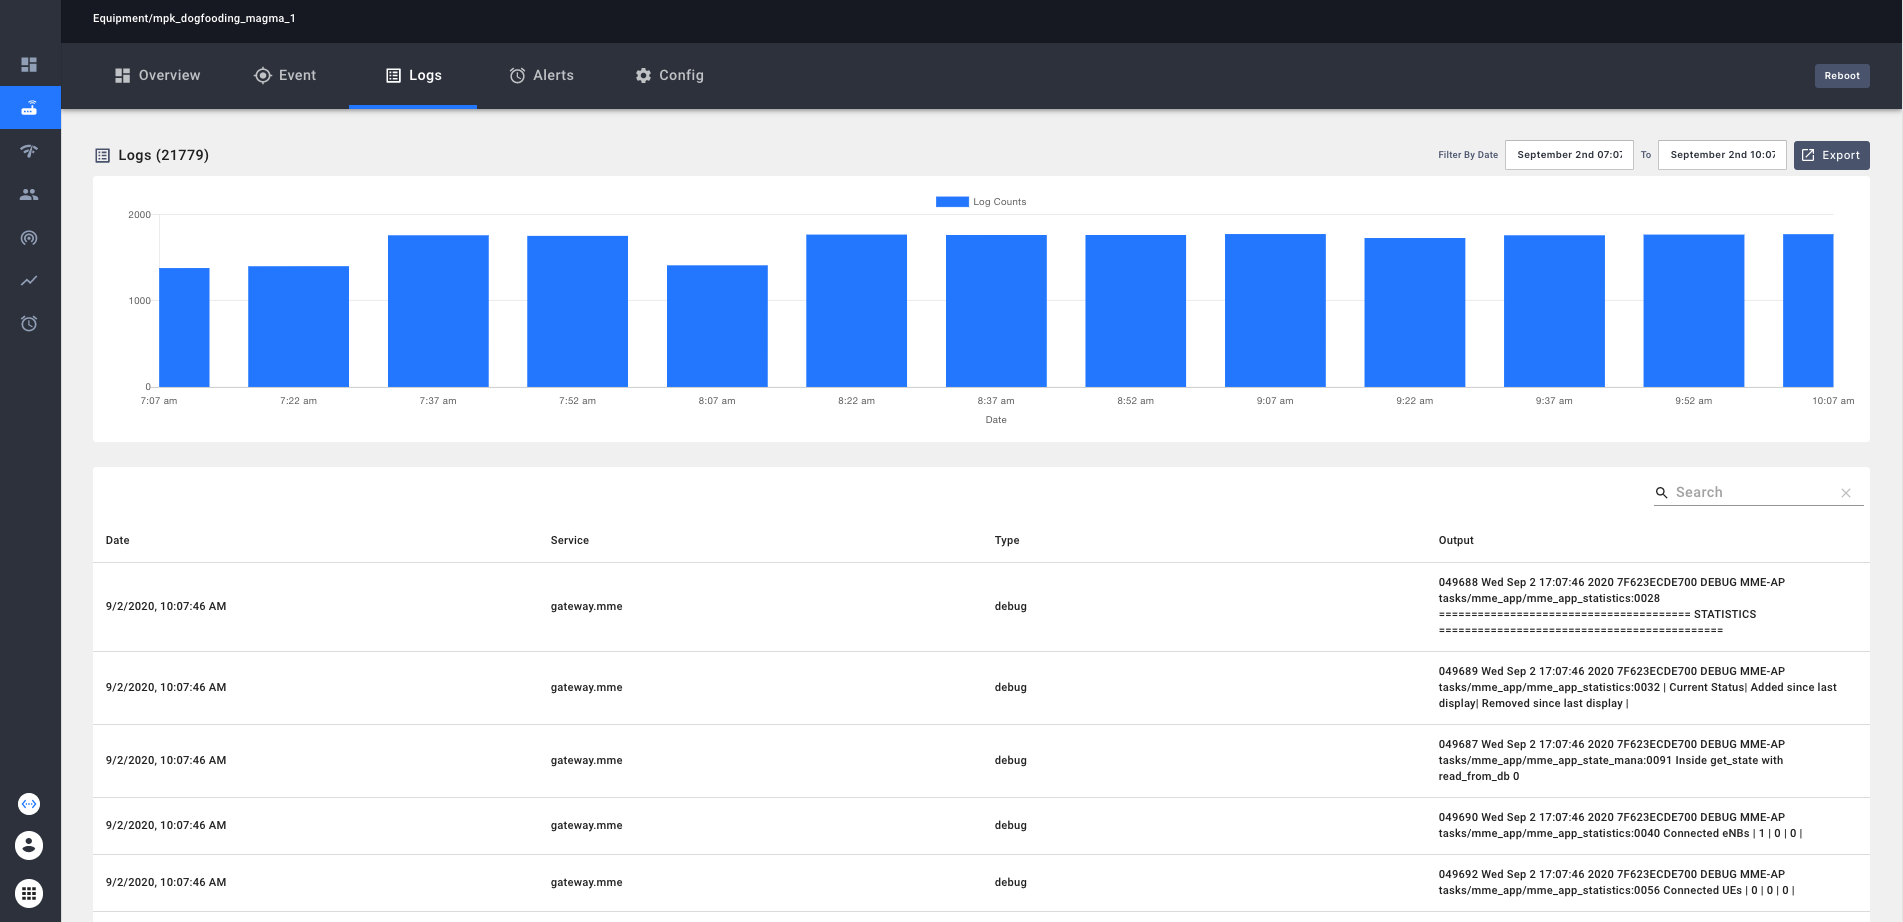 Equipment/mpk_dogfooding_magma_1
Overview
Event
Logs
Alerts
Config
Reboot
Logs (21779)
Filter By Date
September 2nd 07:07
To
September 2nd 10:07
Export
Log Counts
2000
1000
0
7:07 am
7:22 am
7:37 am
7:52 am
8:07 am
8:22 am
8:37 am
8:52 am
9:07 am
9:22 am
9:37 am
9:52 am
10:07 am
Date
Search
Date
Service
Type
Output
9/2/2020, 10:07:46 AM
gateway.mme
debug
049688 Wed Sep 2 17:07:46 2020 7F623ECDE700 DEBUG MME-AP
tasks/mme_app/mme_app_statistics:0028
======================================= STATISTICS
============================================
9/2/2020, 10:07:46 AM
gateway.mme
debug
049689 Wed Sep 2 17:07:46 2020 7F623ECDE700 DEBUG MME-AP
tasks/mme_app/mme_app_statistics:0032 | Current Status| Added since last
display| Removed since last display |
9/2/2020, 10:07:46 AM
gateway.mme
debug
049687 Wed Sep 2 17:07:46 2020 7F623ECDE700 DEBUG MME-AP
tasks/mme_app/mme_app_state_mana:0091 Inside get_state with
read_from_db 0
9/2/2020, 10:07:46 AM
gateway.mme
debug
049690 Wed Sep 2 17:07:46 2020 7F623ECDE700 DEBUG MME-AP
tasks/mme_app/mme_app_statistics:0040 Connected eNBs | 1 | 0 | 0 |
9/2/2020, 10:07:46 AM
gateway.mme
debug
049692 Wed Sep 2 17:07:46 2020 7F623ECDE700 DEBUG MME-AP
tasks/mme_app/mme_app_statistics:0056 Connected UEs | 0 | 0 | 0 |